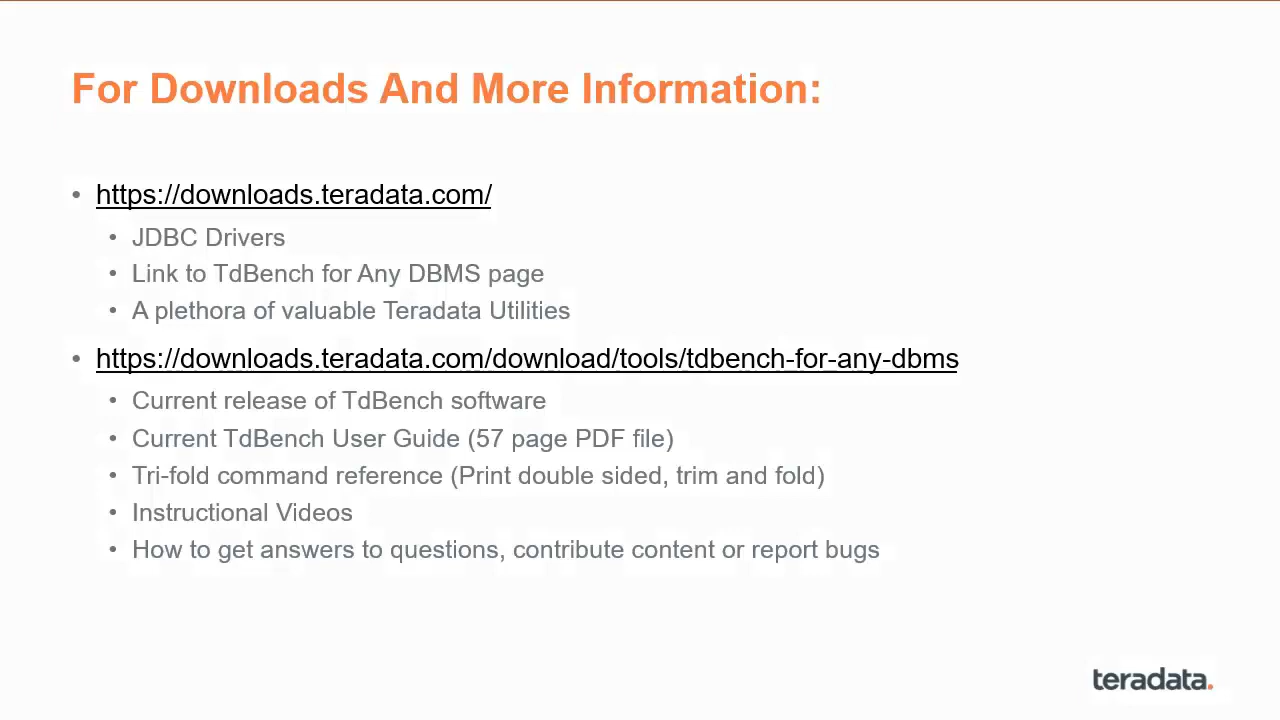 For Downloads And More Information:
• https://downloads.teradata.com/
• JDBC Drivers
• Link to TdBench for Any DBMS page
• A plethora of valuable Teradata Utilities
• https://downloads.teradata.com/download/tools/tdbench-for-any-dbms
• Current release of TdBench software
• Current TdBench User Guide (57 page PDF file)
• Tri-fold command reference (Print double sided, trim and fold)
• Instructional Videos
• How to get answers to questions, contribute content or report bugs
teradata.